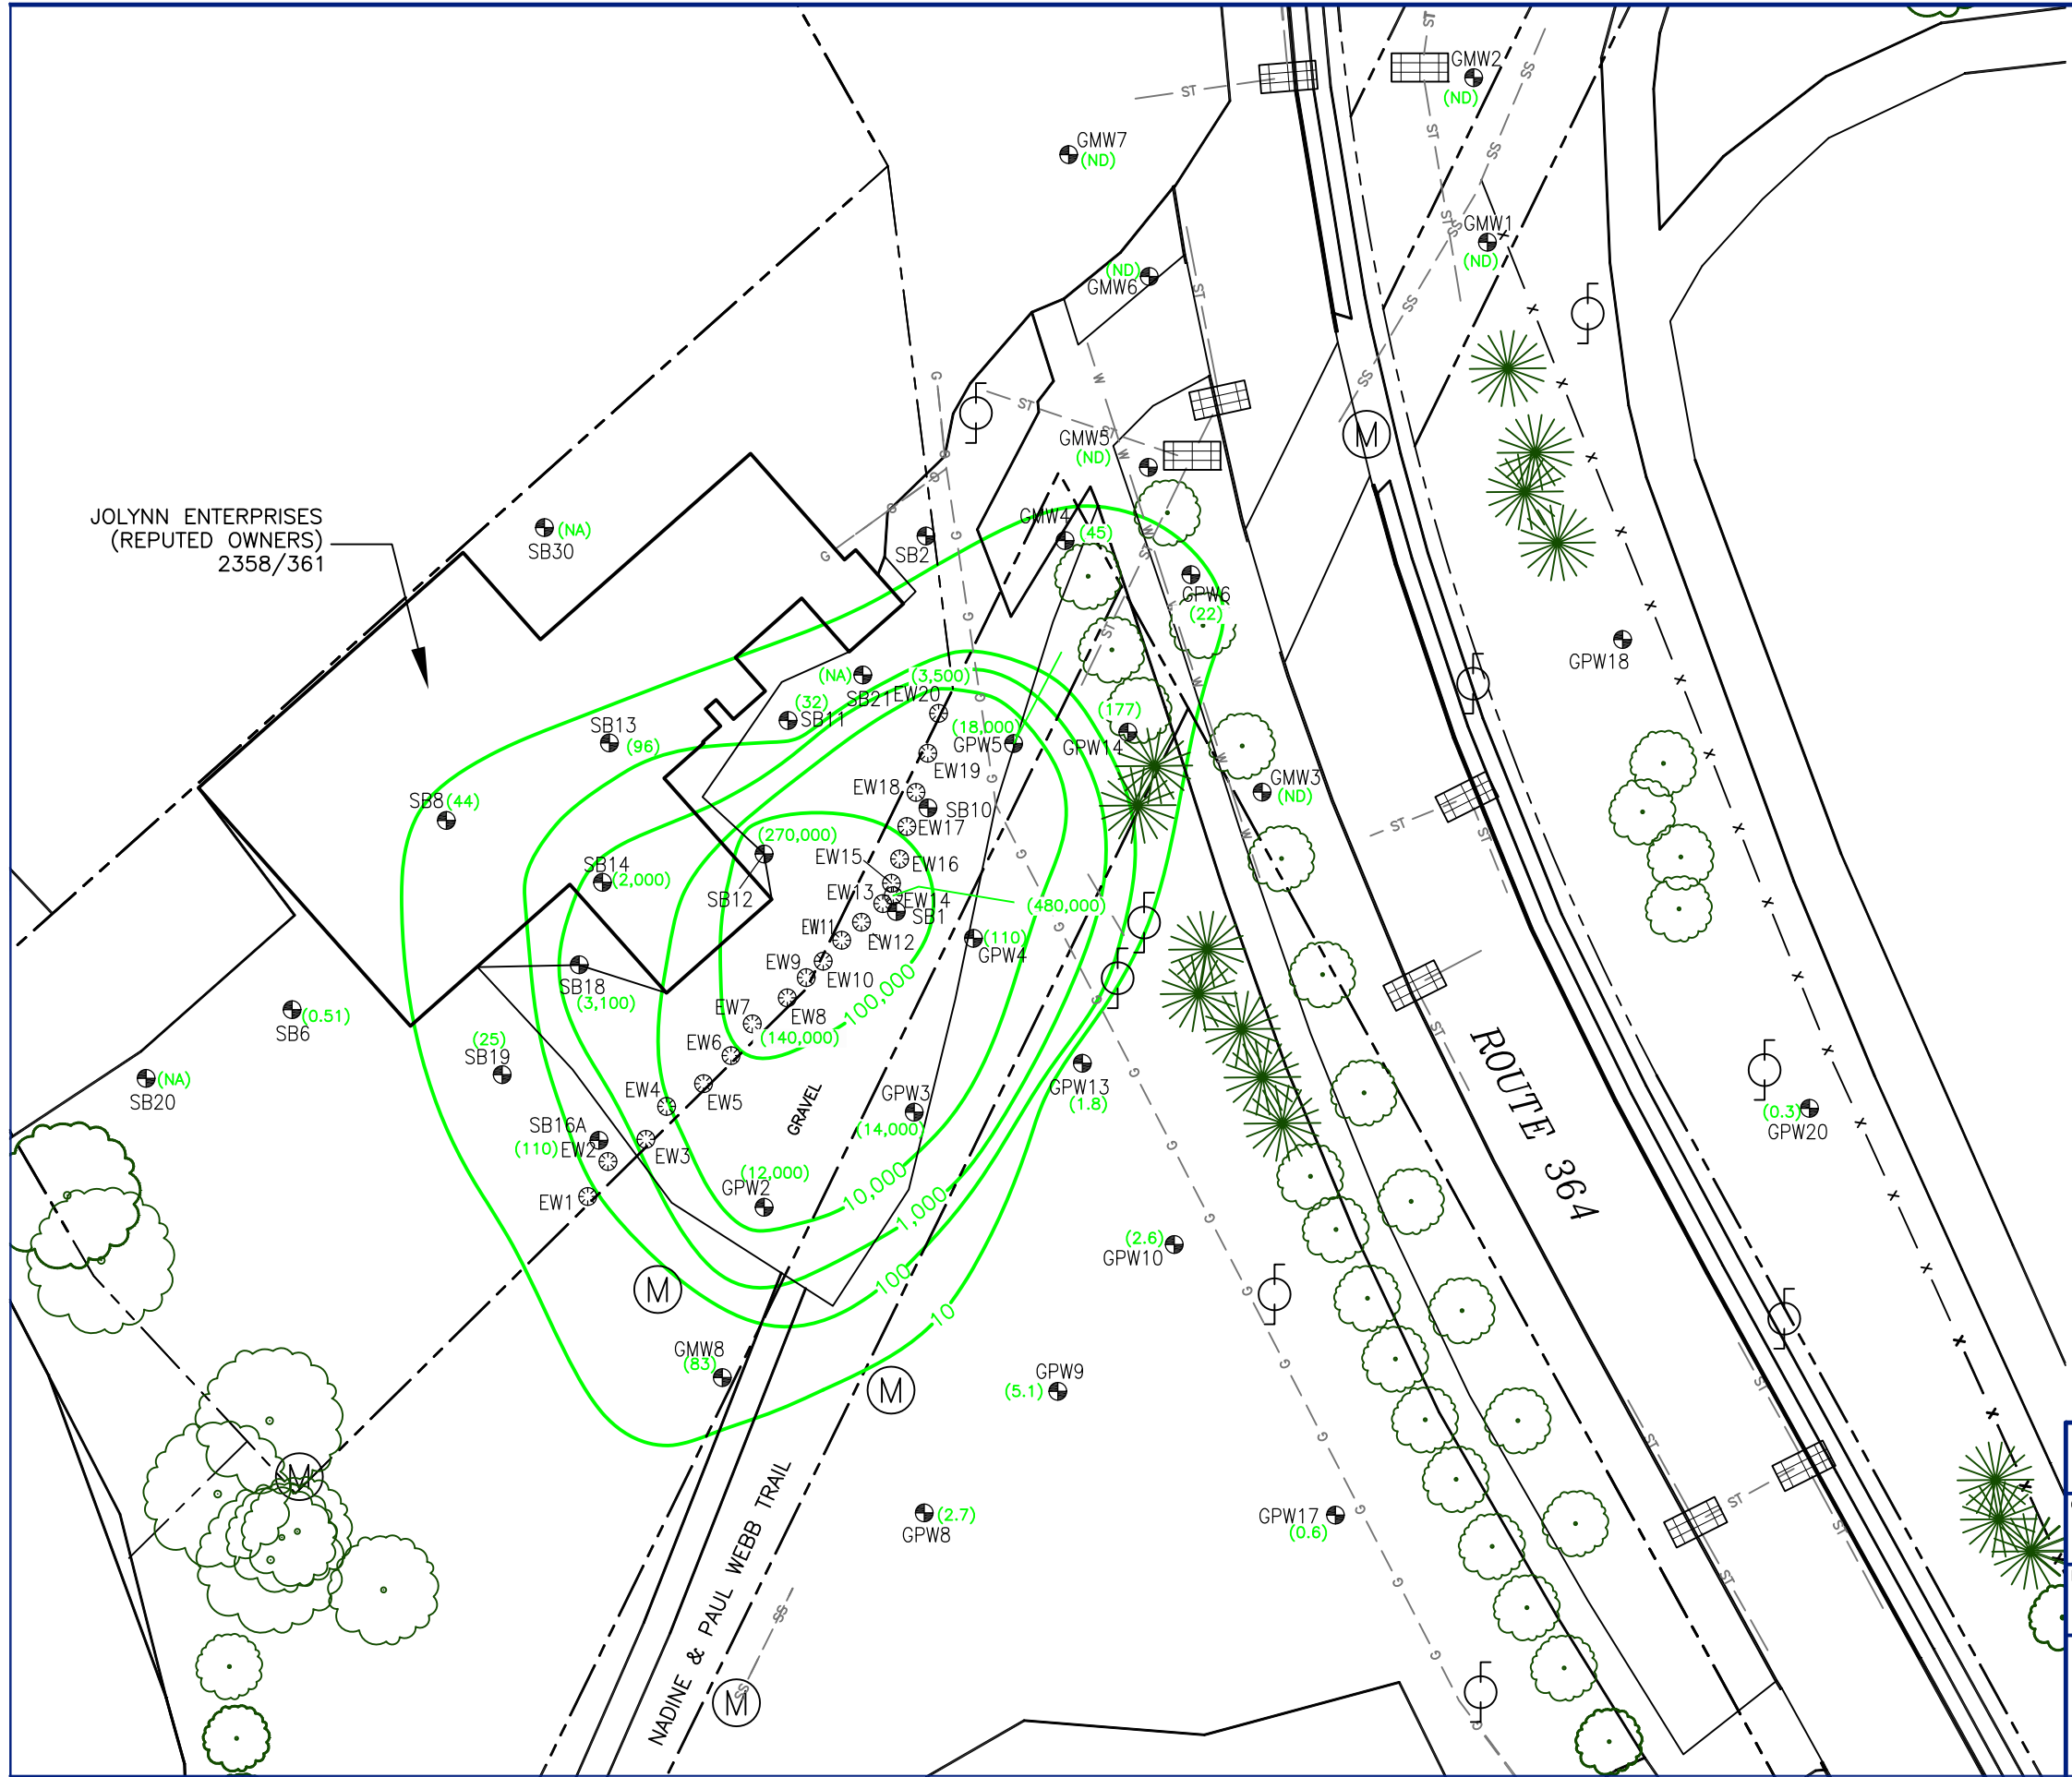 GMW2
(ND)
ST
SS
GMW7
(ND)
GMW1
(ND)
(ND)
GMW6
GMW5
(ND)
JOLYNN ENTERPRISES
(REPUTED OWNERS)
2358/361
(NA)
SB30
SB2
GMW4
(45)
GPW6
(22)
GPW18
(NA)
SB21
(3,500)
EW20
(32)
SB11
SB13
(96)
(18,000)
GPW5
(177)
GPW14
EW19
GMW3
(ND)
SB8 (44)
EW18
SB10
EW17
(270,000)
EW15
EW16
SB14
(2,000)
SB12
EW13
EW14
SB1
(480,000)
EW11
EW12
(110)
GPW4
SB18
(3,100)
EW9
EW10
100,000
SB6
(0.51)
EW7
EW8
(140,000)
(25)
SB19
EW6
(NA)
SB20
EW4
EW5
GRAVEL
GPW3
(14,000)
GPW13
(1.8)
ROUTE 364
(0.3)
GPW20
SB16A
(110)
EW2
EW3
EW1
(12,000)
GPW2
10,000
1,000
100
10
(2.6)
GPW10
M
GMW8
(83)
M
GPW9
(5.1)
M
(2.7)
GPW8
GPW17
(0.6)
NADINE & PAUL WEBB TRAIL
SS
M